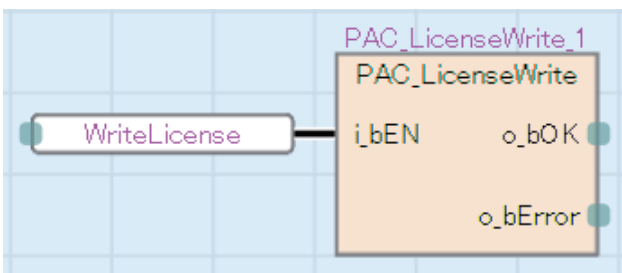 PAC_LicenseWrite_1
PAC_LicenseWrite
WriteLicense i_bEN o_bOK
o_bError